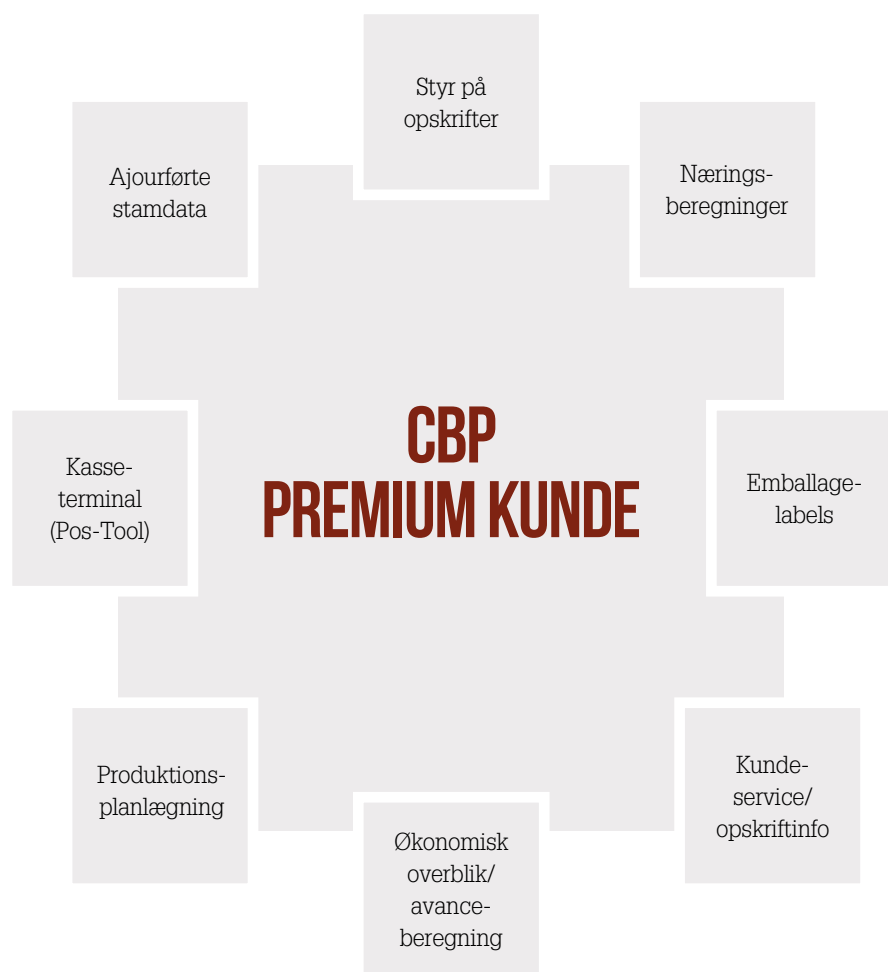 Styr på
opskrifter
Ajourførte
stamdata
Nærings-
beregninger
CBP
PREMIUM KUNDE
Kasse-
terminal
(Pos-Tool)
Emballage-
labels
Produktions-
planlægning
Kunde-
service/
opskriftinfo
Økonomisk
overblik/
avance-
beregning